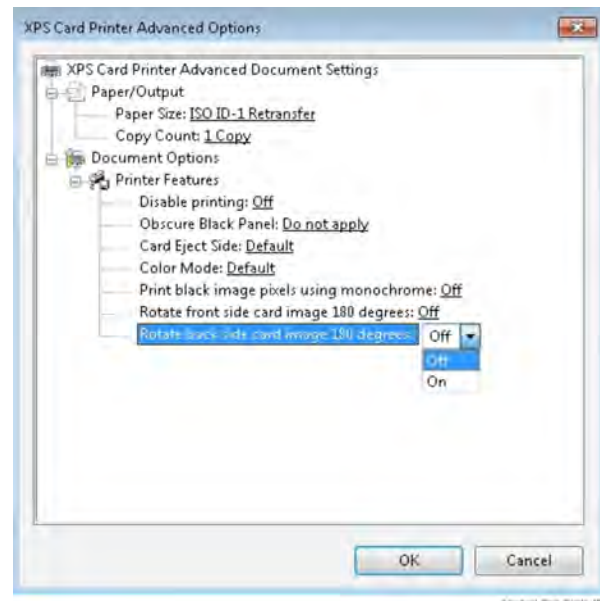 XPS Card Printer Advanced Options
XPS Card Printer Advanced Document Settings
Paper/Output
Paper Size: ISO ID-1 Retransfer
Copy Count: 1 Copy
Document Options
Printer Features
Disable printing: Off
Obscure Black Panel: Do not apply
Card Eject Side: Default
Color Mode: Default
Print black image pixels using monochrome: Off
Rotate front side card image 180 degrees: Off
Rotate back side card image 180 degrees: Off
Off
On
OK Cancel